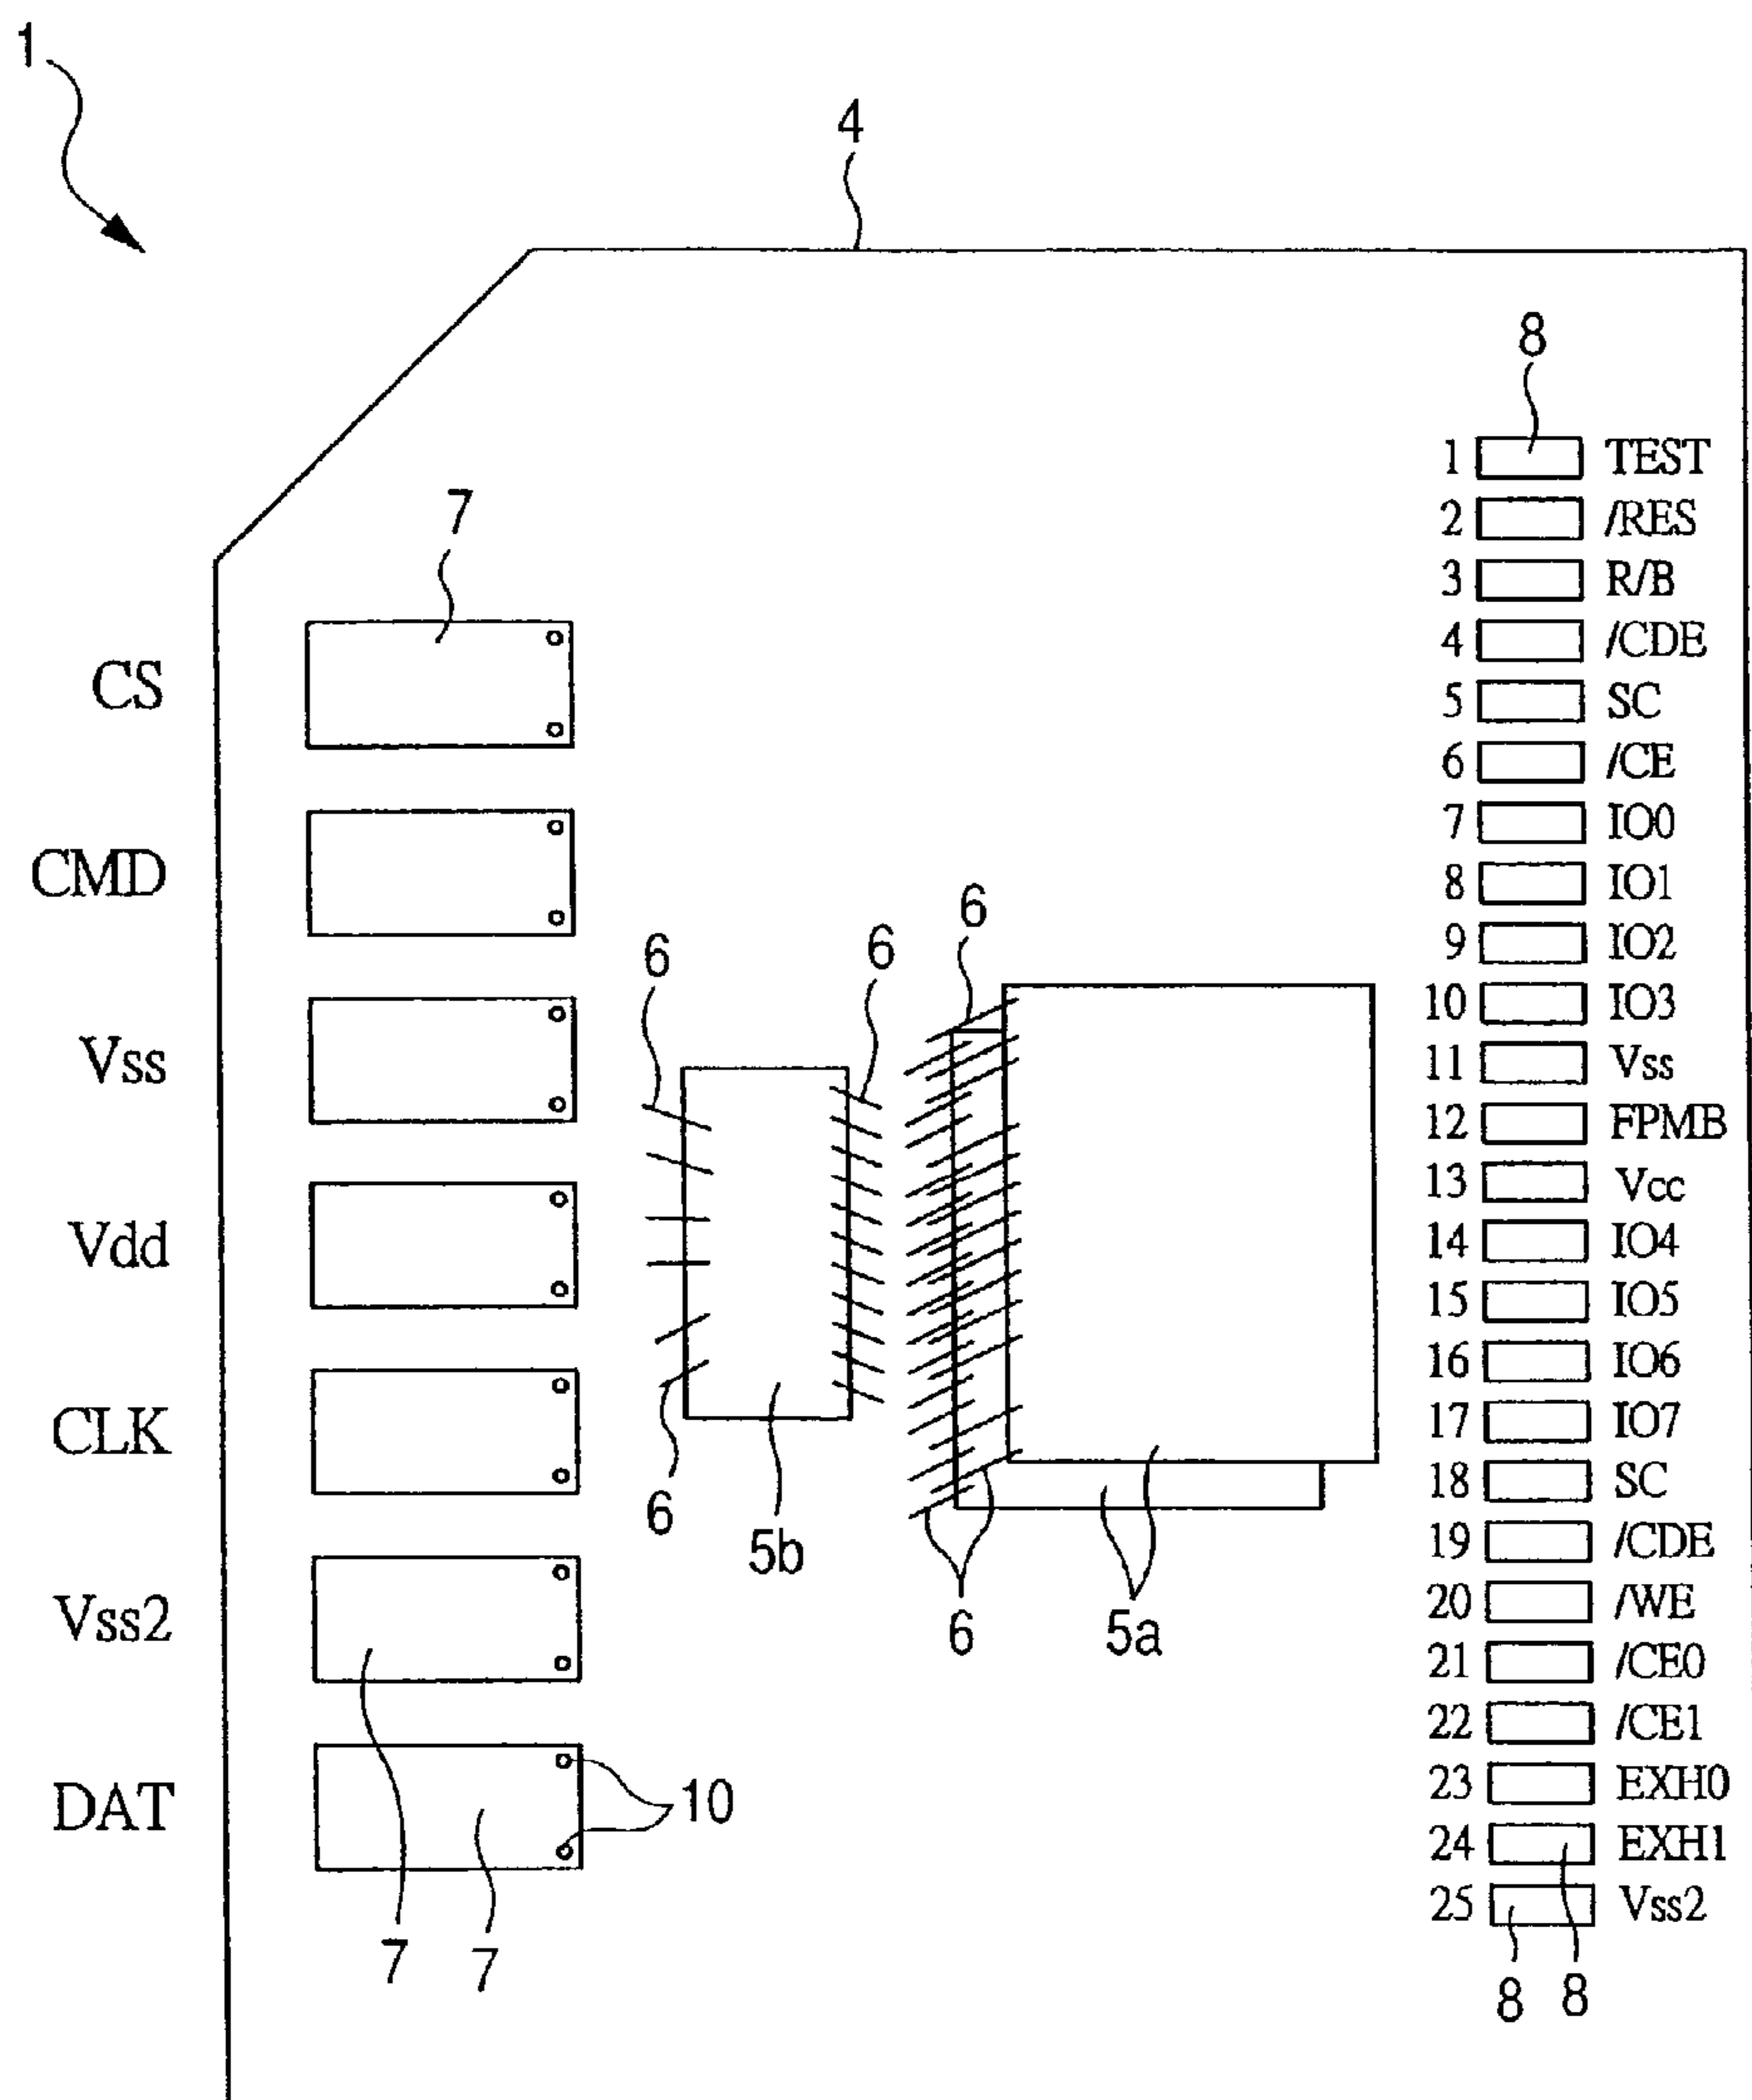 1
4
8
1 TEST
2 /RES
7
3 R/B
4 /CDE
CS
5 SC
6 /CE
7 IO0
CMD
8 IO1
6
6
6
9 IO2
10 IO3
Vss
11 Vss
12 FPMB
13 Vcc
Vdd
14 IO4
15 IO5
16 IO6
CLK
17 IO7
18 SC
6
5b
19 /CDE
Vss2
20 /WE
6
5a
21 /CE0
22 /CE1
DAT
10
23 EXH0
24 EXH1
25 Vss2
7
7
8
8